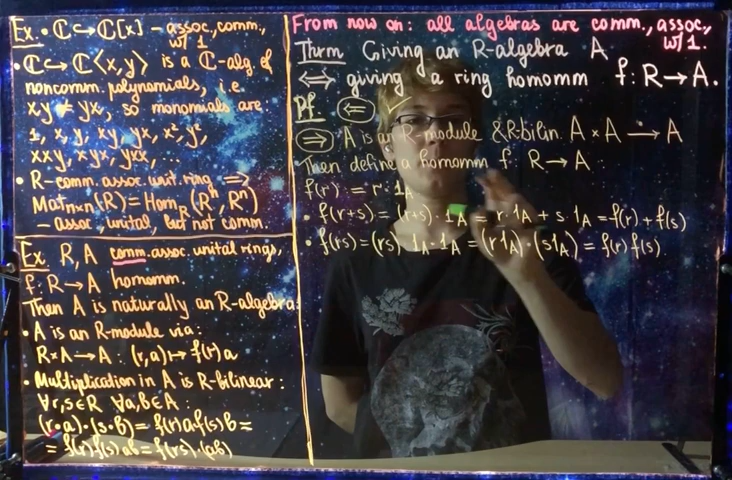 Ex. • ℂ ↪ ℂ[x] – assoc., comm.,
w/ 1
• ℂ ↪ ℂ⟨x,y⟩ is a ℂ-alg. of
noncomm. polynomials, i.e.
xy ≠ yx, so monomials are
1, x, y, xy, yx, x², y²,
xxy, xyx, yxx, ...
• R-comm. assoc. unit. ring ⟹
Mat_{n×n}(R) = Hom_R(Rⁿ, Rⁿ)
– assoc, unital, but not comm.
Ex R, A comm. assoc. unital rings,
f: R → A homomm.
Then A is naturally an R-algebra:
• A is an R-module via:
R×A → A : (r,a) ↦ f(r)a
• Multiplication in A is R-bilinear:
∀r,s∈R ∀a,b∈A:
(r•a)·(s•b) = f(r)af(s)b =
= f(r)f(s)ab = f(rs)·(ab)
From now on: all algebras are comm., assoc,
w/ 1.
Thrm Giving an R-algebra A
⟺ giving a ring homomm f: R → A.
Pf. ⇐ ✓
⇒ A is an R-module & R-bilin. A × A → A
Then define a homomm f: R → A :
f(r) := r·1_A
• f(r+s) = (r+s)·1_A = r·1_A + s·1_A = f(r) + f(s)
• f(rs) = (rs) 1_A·1_A = (r1_A)·(s1_A) = f(r)f(s)